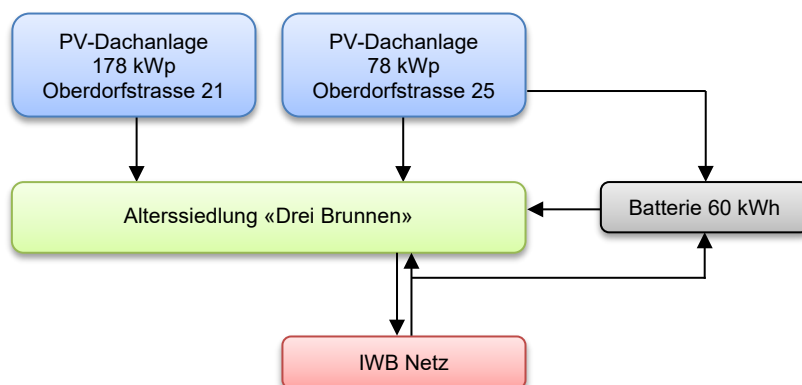 PV-Dachanlage
178 kWp
Oberdorfstrasse 21
PV-Dachanlage
78 kWp
Oberdorfstrasse 25
Alterssiedlung «Drei Brunnen»
Batterie 60 kWh
IWB Netz